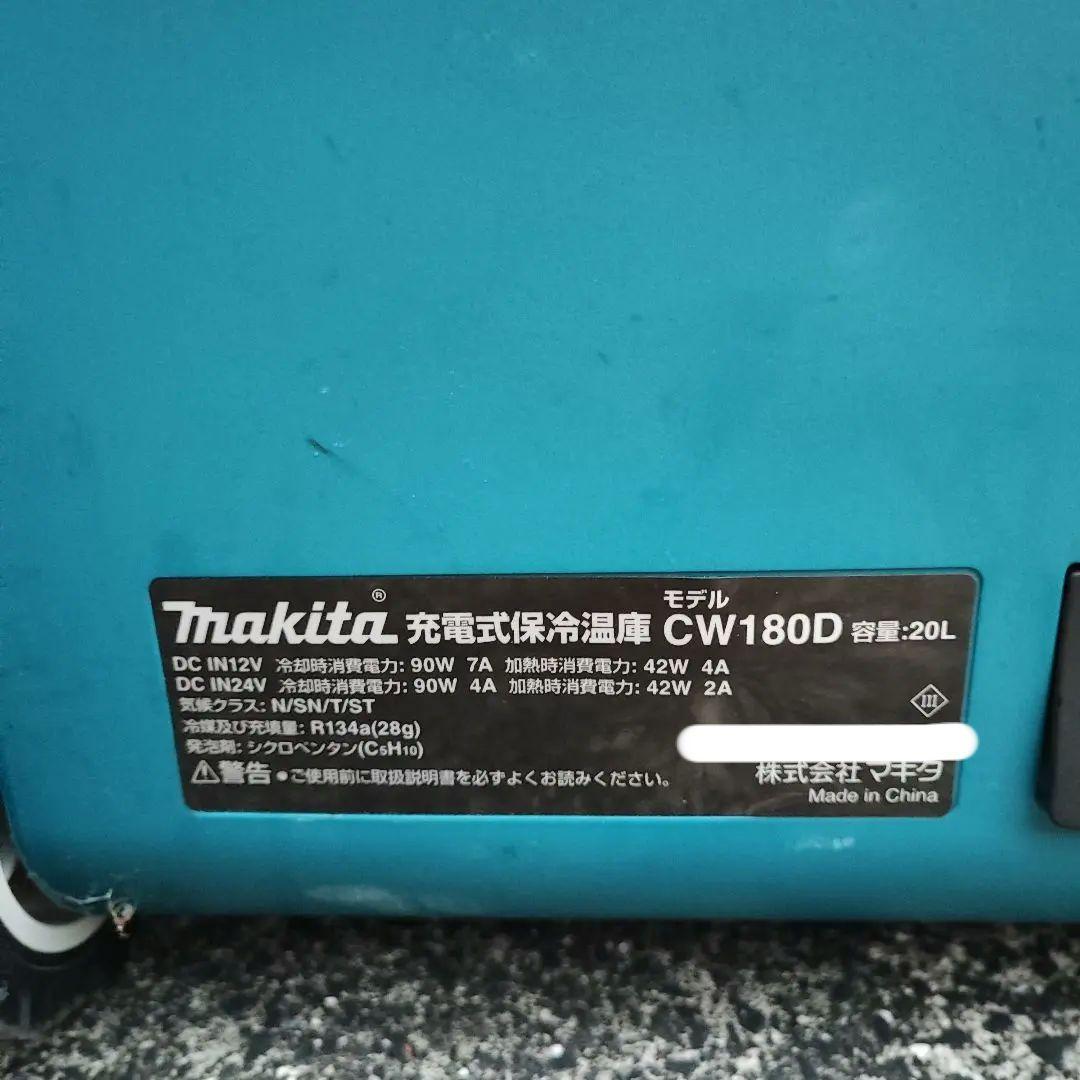 makita® 充電式保冷温庫 モデル CW180D 容量:20L
DC IN12V 冷却時消費電力: 90W 7A 加熱時消費電力: 42W 4A
DC IN24V 冷却時消費電力: 90W 4A 加熱時消費電力: 42W 2A
気候クラス: N/SN/T/ST
冷媒及び充填量: R134a(28g)
発泡剤: シクロペンタン(C5H10)
⚠警告 ●ご使用前に取扱説明書を必ずよくお読みください。
III
株式会社マキタ
Made in China